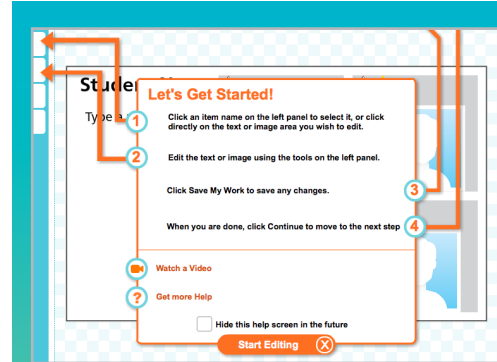 Let's Get Started!
1
Click an item name on the left panel to select it, or click
directly on the text or image area you wish to edit.
2
Edit the text or image using the tools on the left panel.
Click Save My Work to save any changes.
3
When you are done, click Continue to move to the next step
4
Watch a Video
?
Get more Help
Hide this help screen in the future
Start Editing X